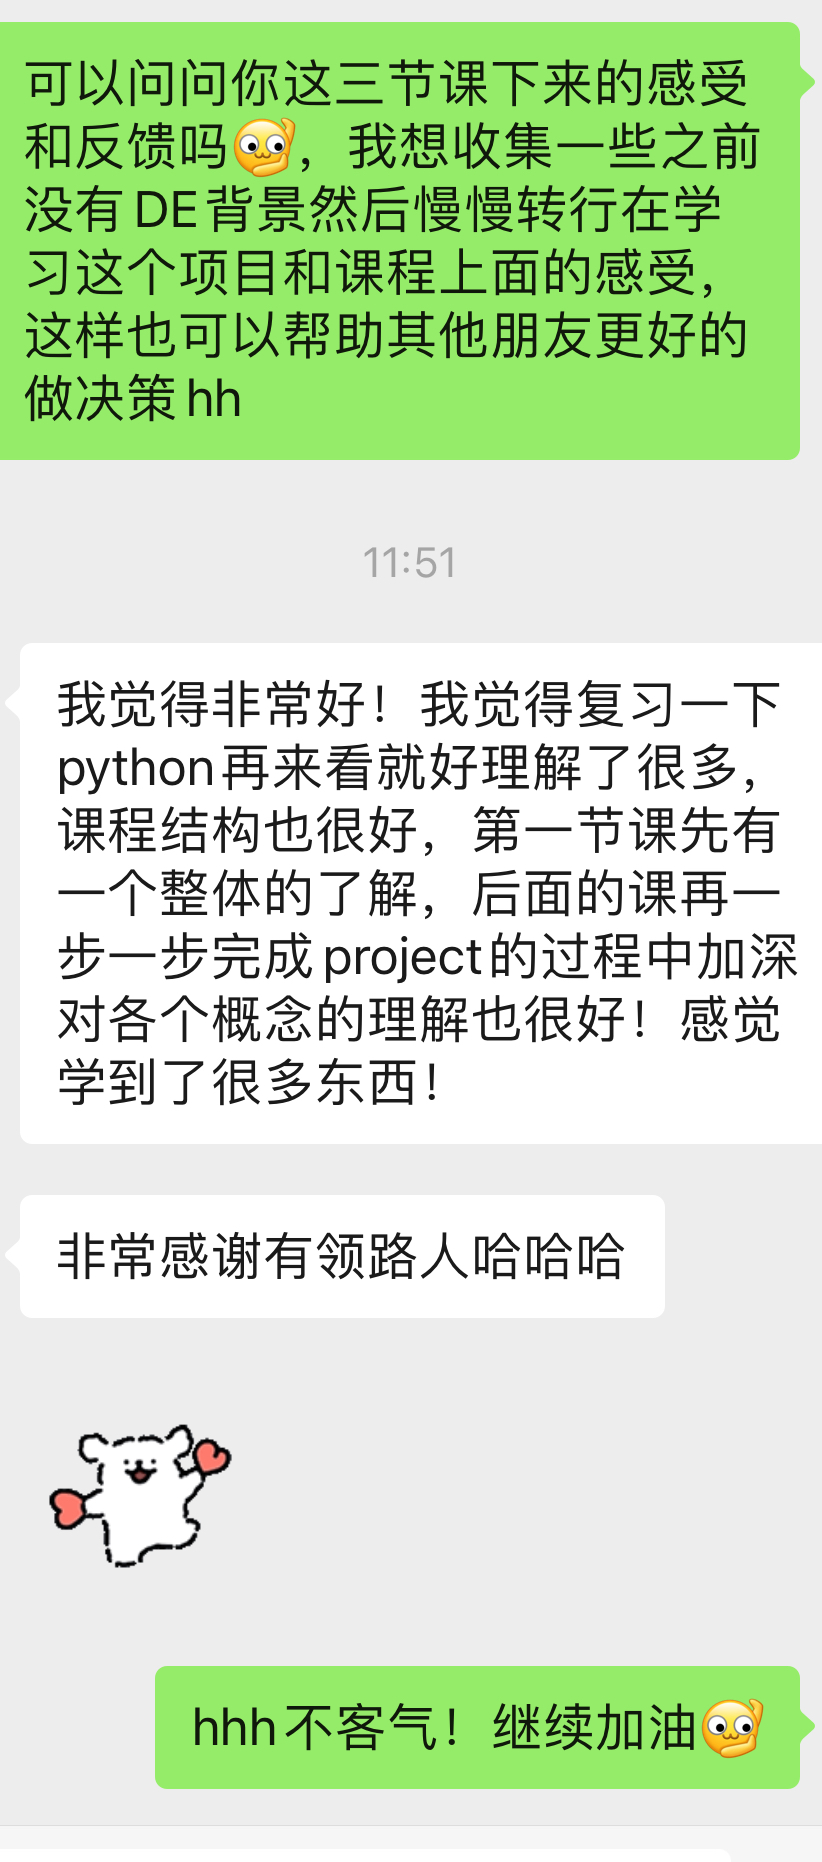 可以问问你这三节课下来的感受
和反馈吗，我想收集一些之前
没有DE背景然后慢慢转行在学
习这个项目和课程上面的感受，
这样也可以帮助其他朋友更好的
做决策hh
11:51
我觉得非常好！我觉得复习一下
python再来看就好理解了很多，
课程结构也很好，第一节课先有
一个整体的了解，后面的课再一
步一步完成project的过程中加深
对各个概念的理解也很好！感觉
学到了很多东西！
非常感谢有领路人哈哈哈
hhh不客气！继续加油